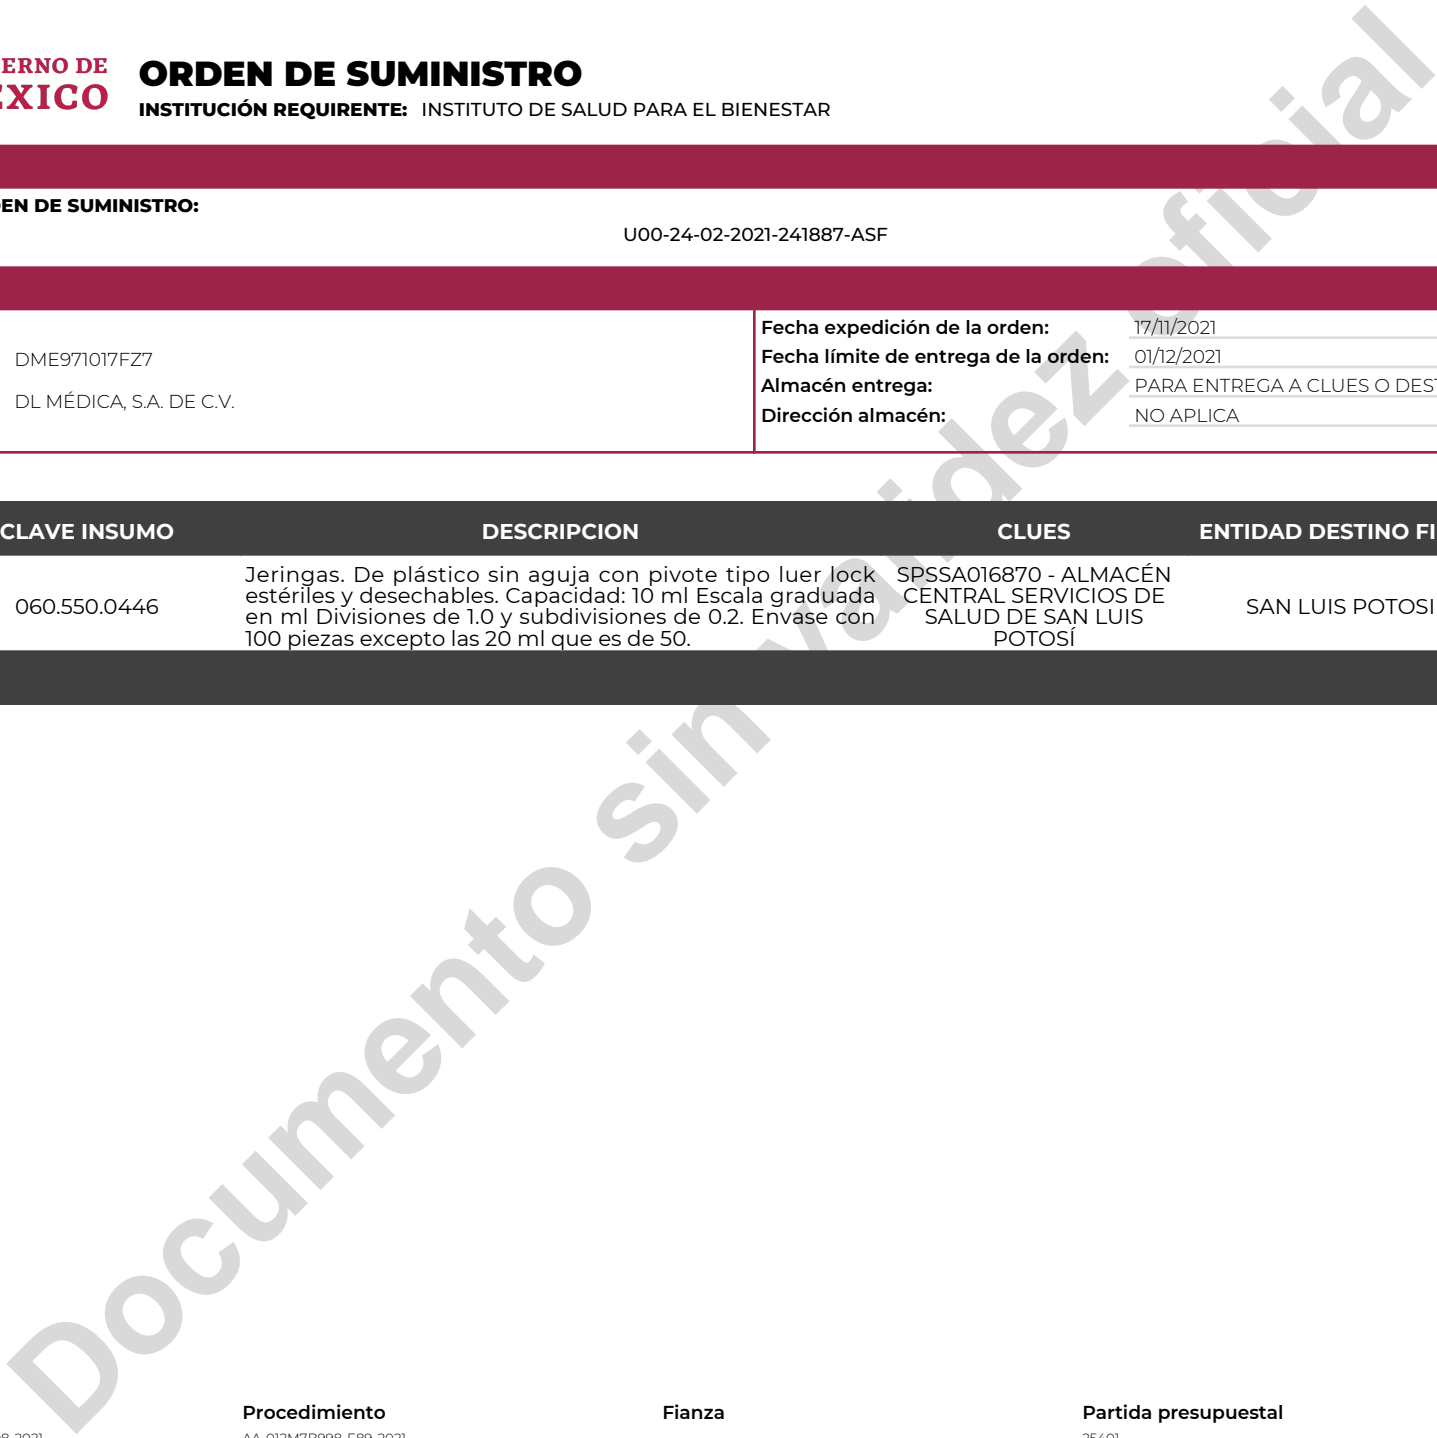 ERNO DE
ÉXICO
ORDEN DE SUMINISTRO
INSTITUCIÓN REQUIRENTE: INSTITUTO DE SALUD PARA EL BIENESTAR
EN DE SUMINISTRO:
U00-24-02-2021-241887-ASF
DME971017FZ7
DL MÉDICA, S.A. DE C.V.
Fecha expedición de la orden: 17/11/2021
Fecha límite de entrega de la orden: 01/12/2021
Almacén entrega: PARA ENTREGA A CLUES O DEST
Dirección almacén: NO APLICA
CLAVE INSUMO DESCRIPCION CLUES ENTIDAD DESTINO FI
060.550.0446
Jeringas. De plástico sin aguja con pivote tipo luer lock
estériles y desechables. Capacidad: 10 ml Escala graduada
en ml Divisiones de 1.0 y subdivisiones de 0.2. Envase con
100 piezas excepto las 20 ml que es de 50.
SPSSA016870 - ALMACÉN
CENTRAL SERVICIOS DE
SALUD DE SAN LUIS
POTOSÍ
SAN LUIS POTOSI
Documento sin validez oficial
Procedimiento Fianza Partida presupuestal